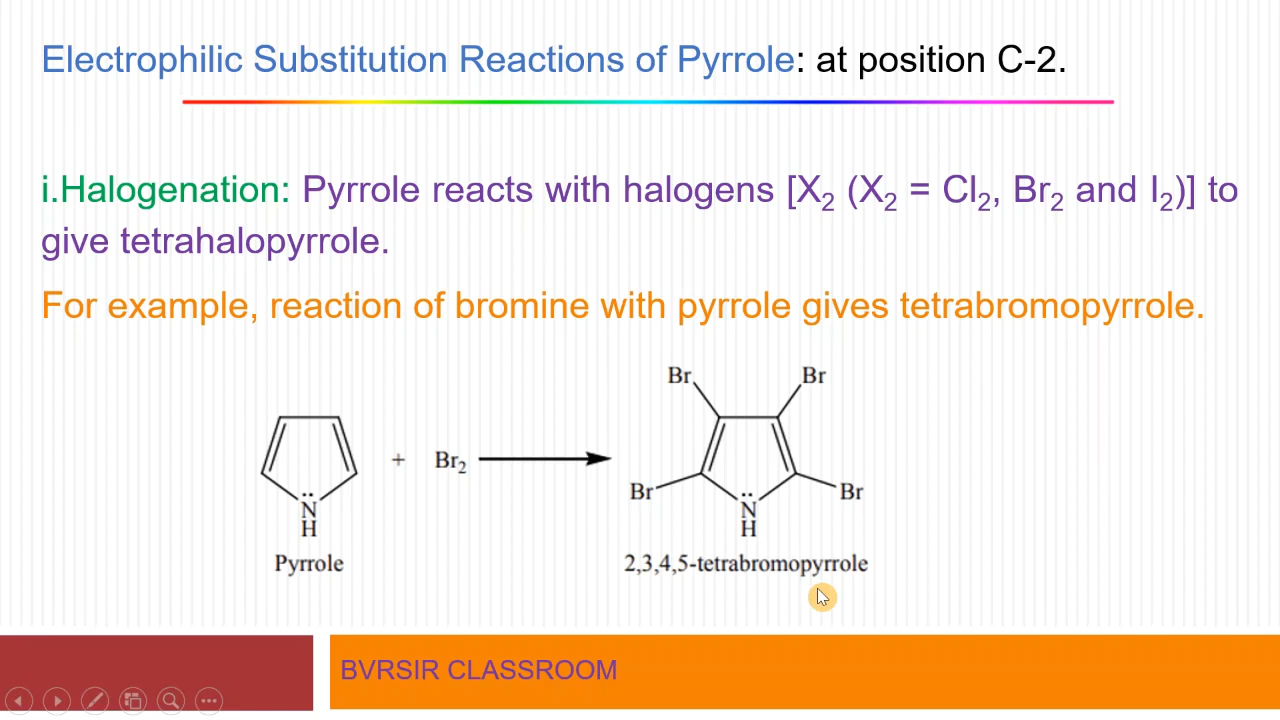 Electrophilic Substitution Reactions of Pyrrole: at position C-2.
i.Halogenation: Pyrrole reacts with halogens [X₂ (X₂ = Cl₂, Br₂ and I₂)] to
give tetrahalopyrrole.
For example, reaction of bromine with pyrrole gives tetrabromopyrrole.
Br Br
+ Br₂
Br Br
N̈ N̈
H H
Pyrrole 2,3,4,5-tetrabromopyrrole
BVRSIR CLASSROOM